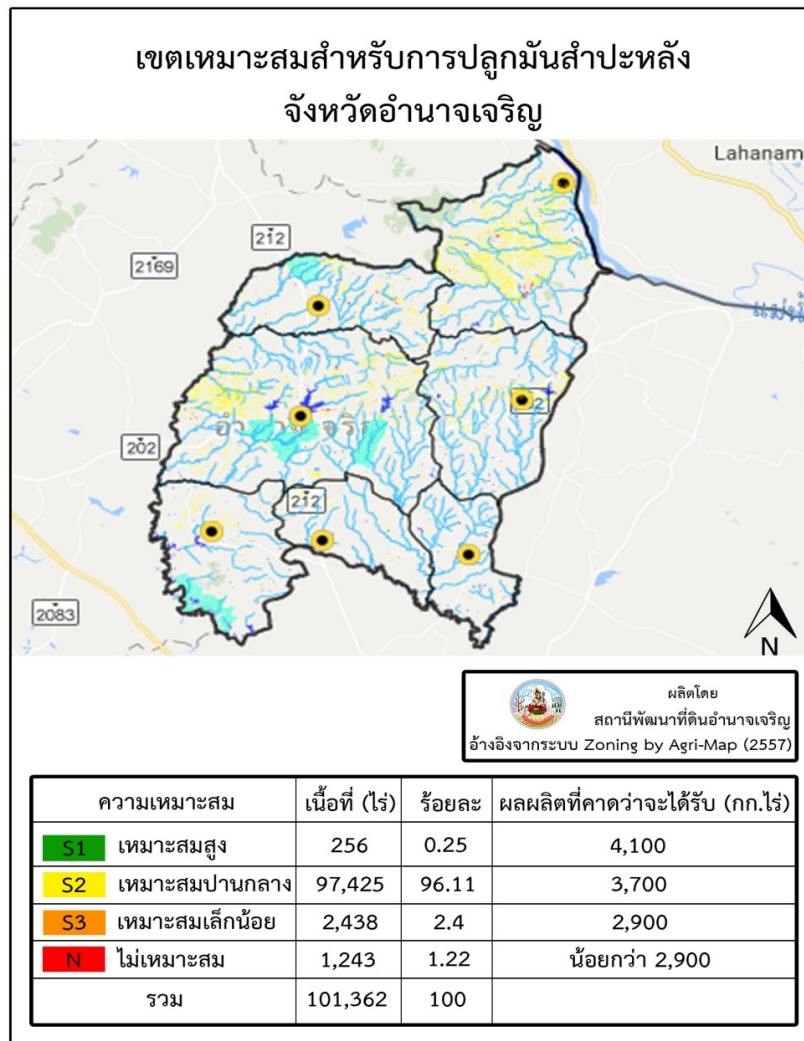 เขตเหมาะสมสำหรับการปลูกมันสำปะหลัง
จังหวัดอำนาจเจริญ
Lahanam
212
2169
แม่น้
202
212
2083
N
ผลิตโดย
สถานีพัฒนาที่ดินอำนาจเจริญ
อ้างอิงจากระบบ Zoning by Agri-Map (2557)
ความเหมาะสม เนื้อที่ (ไร่) ร้อยละ ผลผลิตที่คาดว่าจะได้รับ (กก.ไร่)
S1 เหมาะสมสูง 256 0.25 4,100
S2 เหมาะสมปานกลาง 97,425 96.11 3,700
S3 เหมาะสมเล็กน้อย 2,438 2.4 2,900
N ไม่เหมาะสม 1,243 1.22 น้อยกว่า 2,900
รวม 101,362 100